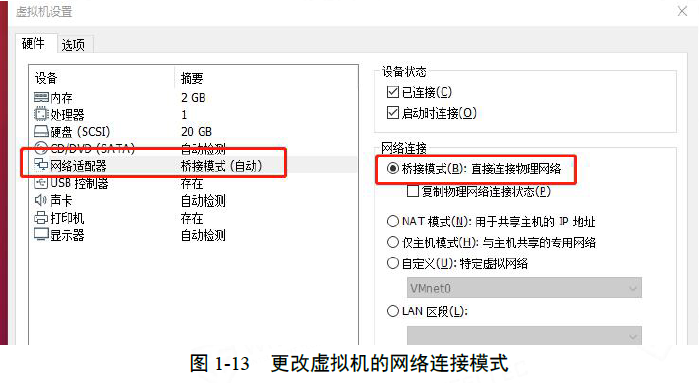 虚拟机设置
硬件 选项
设备 摘要
内存 2 GB
处理器 1
硬盘 (SCSI) 20 GB
CD/DVD (SATA) 自动检测
网络适配器 桥接模式 (自动)
USB 控制器 存在
声卡 自动检测
打印机 存在
显示器 自动检测
设备状态
已连接(C)
启动时连接(O)
网络连接
桥接模式(B): 直接连接物理网络
复制物理网络连接状态(P)
NAT 模式(N): 用于共享主机的 IP 地址
仅主机模式(H): 与主机共享的专用网络
自定义(U): 特定虚拟网络
VMnet0
LAN 区段(L):
图 1-13 更改虚拟机的网络连接模式